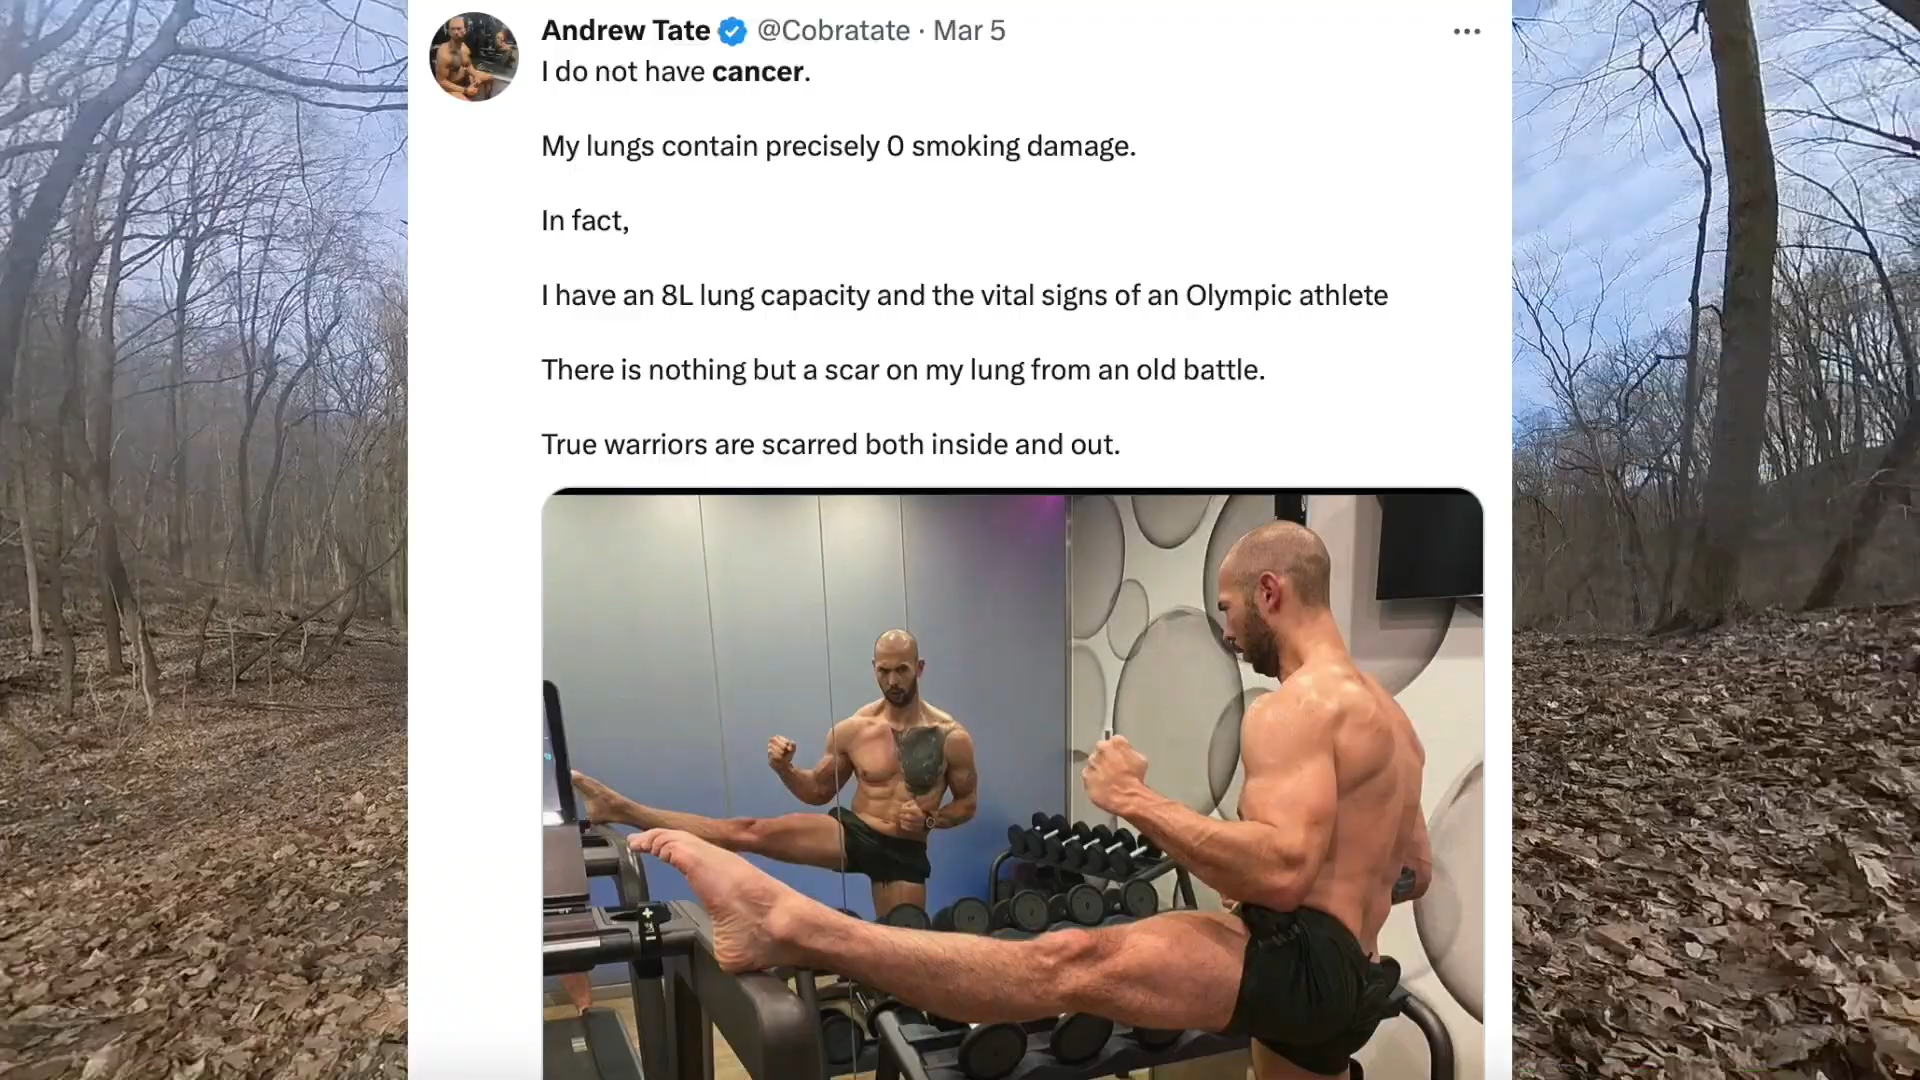 Andrew Tate @Cobratate · Mar 5
I do not have cancer.
My lungs contain precisely 0 smoking damage.
In fact,
I have an 8L lung capacity and the vital signs of an Olympic athlete
There is nothing but a scar on my lung from an old battle.
True warriors are scarred both inside and out.